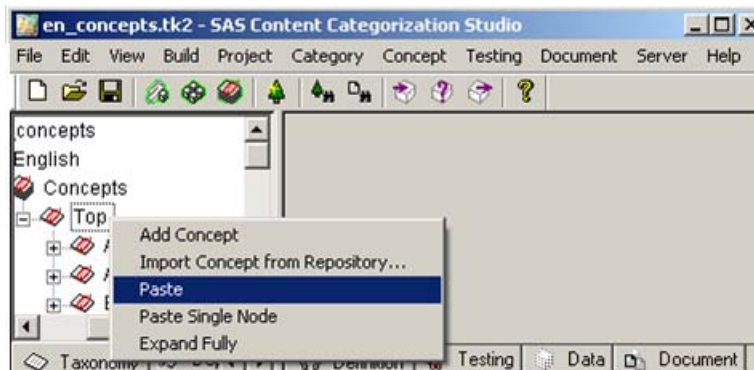 en_concepts.tk2 - SAS Content Categorization Studio
File Edit View Build Project Category Concept Testing Document Server Help
concepts
English
Concepts
Top
Add Concept
Import Concept from Repository...
Paste
Paste Single Node
Expand Fully
Taxonomy Definition Testing Data Document